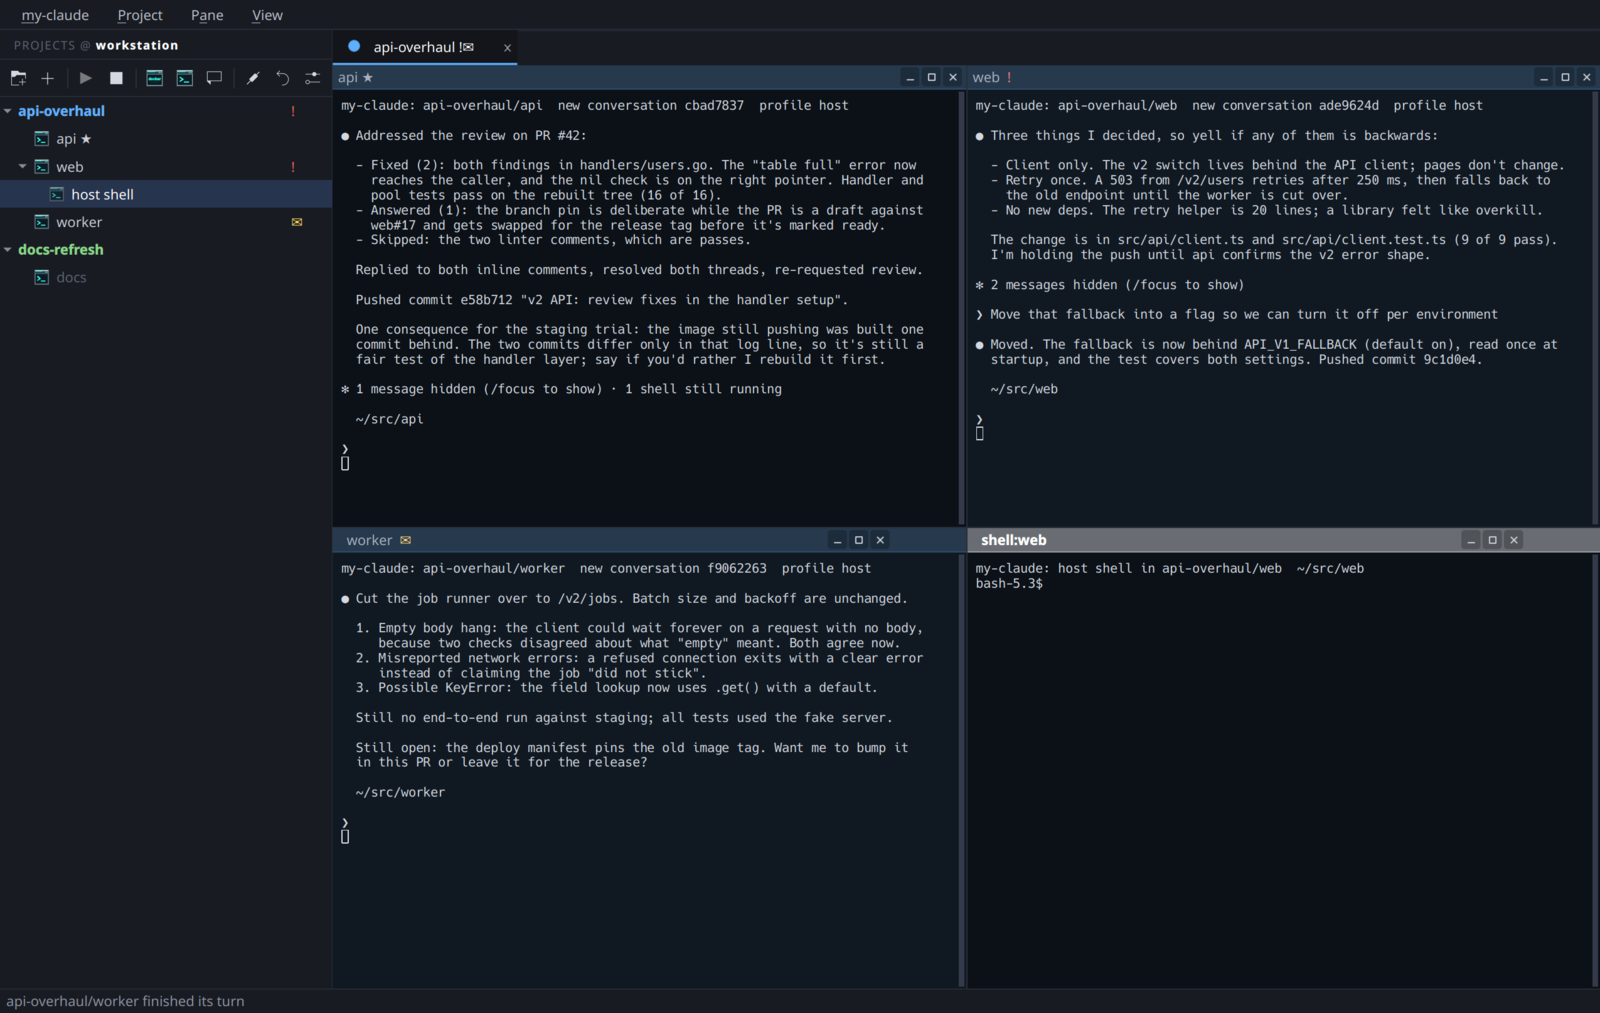 my-claude Project Pane View
PROJECTS @ workstation
api-overhaul !
api ★
web !
host shell
worker ✉
docs-refresh
docs
api-overhaul !✉ ×
api ★
my-claude: api-overhaul/api  new conversation cbad7837  profile host
● Addressed the review on PR #42:
- Fixed (2): both findings in handlers/users.go. The "table full" error now
reaches the caller, and the nil check is on the right pointer. Handler and
pool tests pass on the rebuilt tree (16 of 16).
- Answered (1): the branch pin is deliberate while the PR is a draft against
web#17 and gets swapped for the release tag before it's marked ready.
- Skipped: the two linter comments, which are passes.
Replied to both inline comments, resolved both threads, re-requested review.
Pushed commit e58b712 "v2 API: review fixes in the handler setup".
One consequence for the staging trial: the image still pushing was built one
commit behind. The two commits differ only in that log line, so it's still a
fair test of the handler layer; say if you'd rather I rebuild it first.
✻ 1 message hidden (/focus to show) · 1 shell still running
~/src/api
❯
web !
my-claude: api-overhaul/web  new conversation ade9624d  profile host
● Three things I decided, so yell if any of them is backwards:
- Client only. The v2 switch lives behind the API client; pages don't change.
- Retry once. A 503 from /v2/users retries after 250 ms, then falls back to
the old endpoint until the worker is cut over.
- No new deps. The retry helper is 20 lines; a library felt like overkill.
The change is in src/api/client.ts and src/api/client.test.ts (9 of 9 pass).
I'm holding the push until api confirms the v2 error shape.
✻ 2 messages hidden (/focus to show)
❯ Move that fallback into a flag so we can turn it off per environment
● Moved. The fallback is now behind API_V1_FALLBACK (default on), read once at
startup, and the test covers both settings. Pushed commit 9c1d0e4.
~/src/web
❯
worker ✉
my-claude: api-overhaul/worker  new conversation f9062263  profile host
● Cut the job runner over to /v2/jobs. Batch size and backoff are unchanged.
1. Empty body hang: the client could wait forever on a request with no body,
because two checks disagreed about what "empty" meant. Both agree now.
2. Misreported network errors: a refused connection exits with a clear error
instead of claiming the job "did not stick".
3. Possible KeyError: the field lookup now uses .get() with a default.
Still no end-to-end run against staging; all tests used the fake server.
Still open: the deploy manifest pins the old image tag. Want me to bump it
in this PR or leave it for the release?
~/src/worker
❯
shell:web
my-claude: host shell in api-overhaul/web  ~/src/web
bash-5.3$
api-overhaul/worker finished its turn